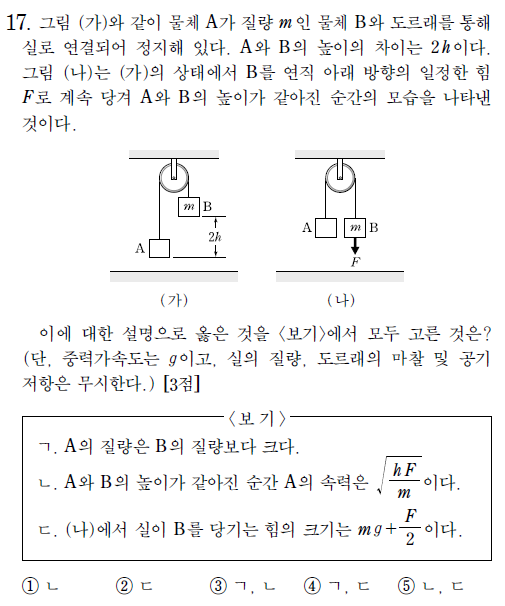 17. 그림 (가)와 같이 물체 A가 질량 m인 물체 B와 도르래를 통해
실로 연결되어 정지해 있다. A와 B의 높이의 차이는 2h이다.
그림 (나)는 (가)의 상태에서 B를 연직 아래 방향의 일정한 힘
F로 계속 당겨 A와 B의 높이가 같아진 순간의 모습을 나타낸
것이다.
m B
2h
A
(가)
A m B
F
(나)
이에 대한 설명으로 옳은 것을 <보기>에서 모두 고른 것은?
(단, 중력가속도는 g이고, 실의 질량, 도르래의 마찰 및 공기
저항은 무시한다.) [3점]
<보기>
ㄱ. A의 질량은 B의 질량보다 크다.
ㄴ. A와 B의 높이가 같아진 순간 A의 속력은 √(hF/m) 이다.
ㄷ. (나)에서 실이 B를 당기는 힘의 크기는 mg+F/2 이다.
① ㄴ ② ㄷ ③ ㄱ, ㄴ ④ ㄱ, ㄷ ⑤ ㄴ, ㄷ